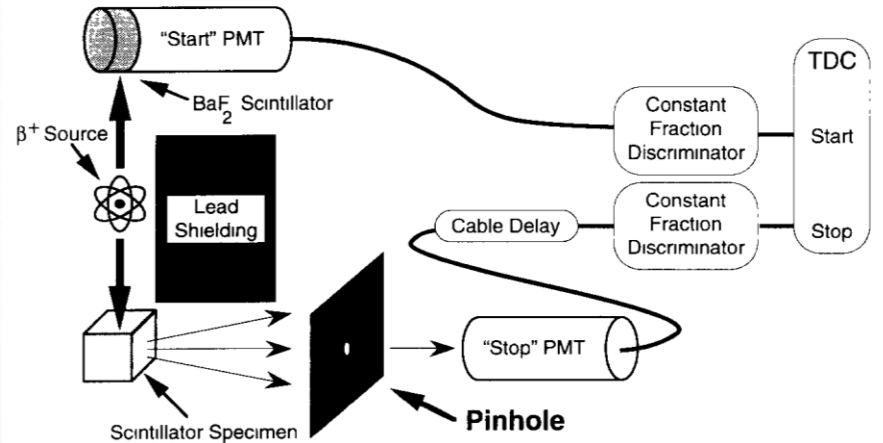 "Start" PMT
TDC
BaF2 Scintillator
β+ Source
Constant
Fraction
Discriminator
Start
Lead
Shielding
Cable Delay
Constant
Fraction
Discriminator
Stop
"Stop" PMT
Pinhole
Scintillator Specimen